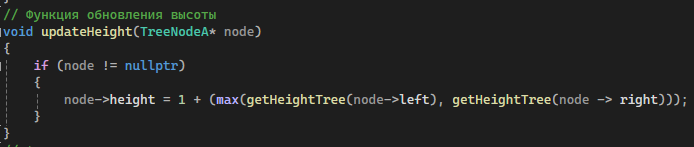 // Функция обновления высоты
void updateHeight(TreeNodeA* node)
{
if (node != nullptr)
{
node->height = 1 + (max(getHeightTree(node->left), getHeightTree(node -> right)));
}
}